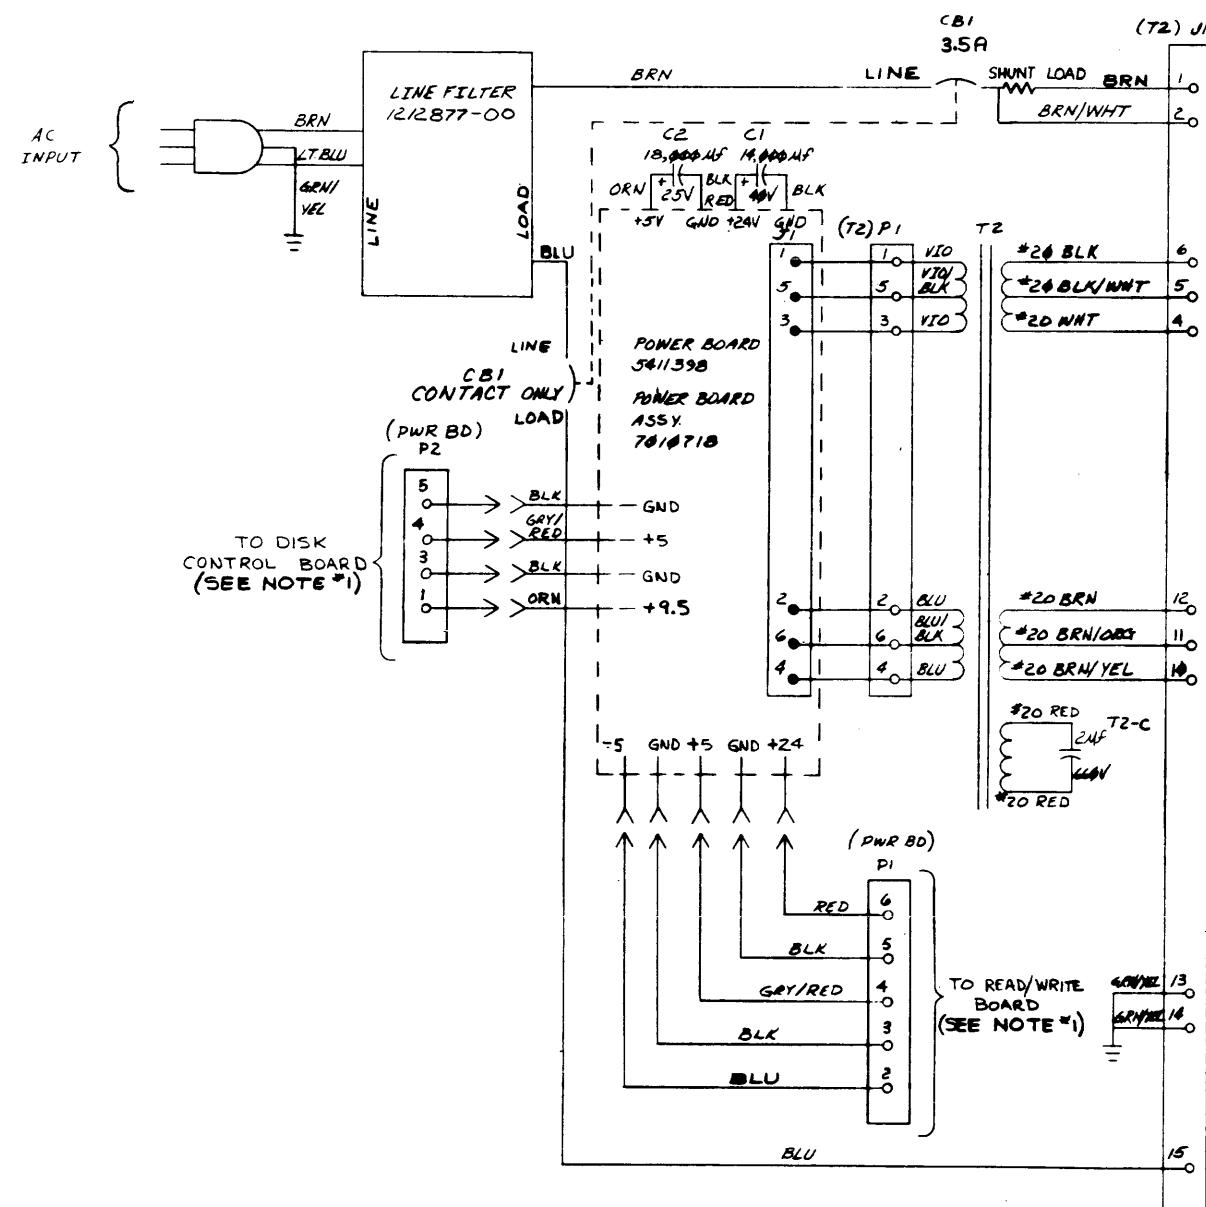 CB1
3.5A
(T2) J1
BRN
LINE
SHUNT LOAD
BRN
1
BRN/WHT
2
LINE FILTER
1212877-00
AC
INPUT
BRN
LT BLU
GRN/
YEL
LINE
LOAD
BLU
C2
18,000 Mf
25V
ORN
+
BLK
RED
C1
14,000 Mf
40V
+
BLK
+5V
GND
+24V
GND
J1
(T2) P1
T2
1
1
VIO
#20 BLK
6
5
5
VIO/
BLK
#20 BLK/WHT
5
3
3
VIO
#20 WHT
4
LINE
CB1
CONTACT ONLY
LOAD
POWER BOARD
5411398
POWER BOARD
ASSY.
7010718
(PWR BD)
P2
TO DISK
CONTROL BOARD
(SEE NOTE #1)
5
BLK
GND
4
GRY/
RED
+5
3
BLK
GND
1
ORN
+9.5
2
2
BLU
#20 BRN
12
6
6
BLU/
BLK
#20 BRN/ORG
11
4
4
BLU
#20 BRN/YEL
10
#20 RED
T2-C
2Mf
660V
#20 RED
-5
GND
+5
GND
+24
(PWR BD)
P1
RED
6
BLK
5
GRY/RED
4
BLK
3
BLU
2
TO READ/WRITE
BOARD
(SEE NOTE #1)
GRN/YEL
13
GRN/YEL
14
BLU
15